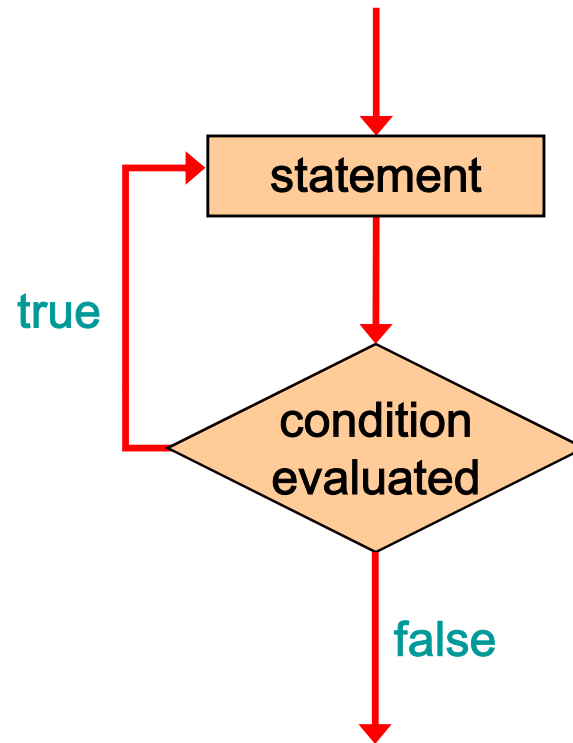 statement
true
condition
evaluated
false